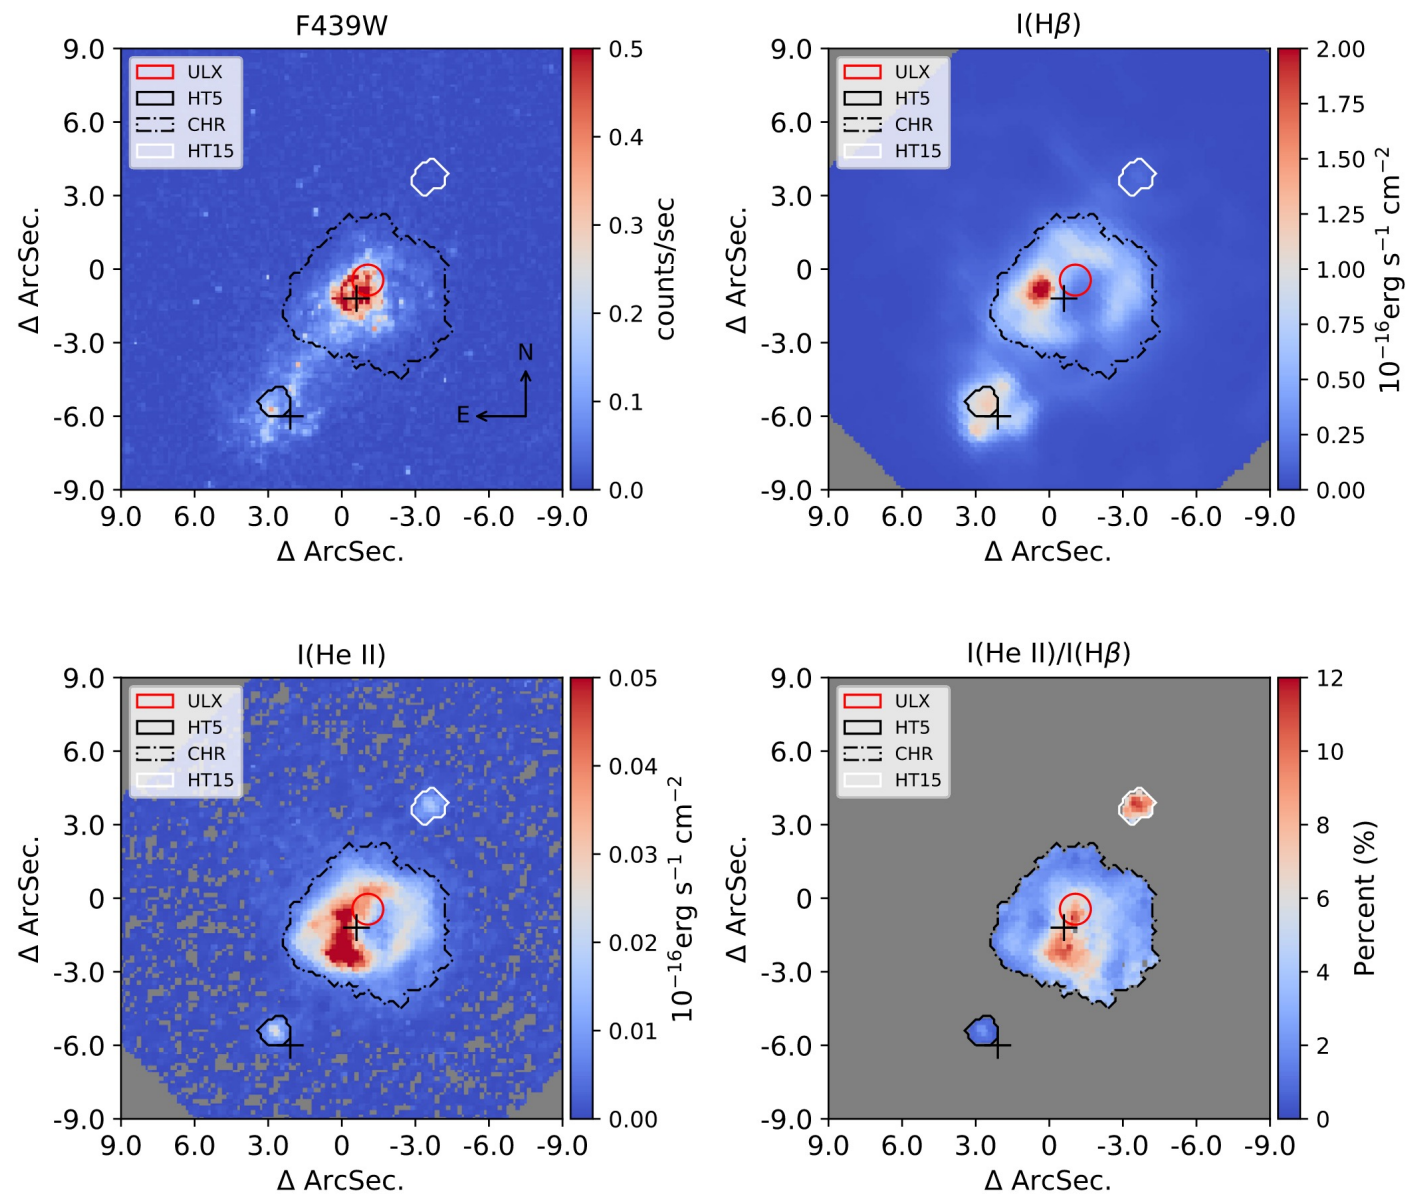 F439W
9.0
6.0
3.0
0
-3.0
-6.0
-9.0
Δ ArcSec.
ULX
HT5
CHR
HT15
N
E
9.0 6.0 3.0 0 -3.0 -6.0 -9.0
Δ ArcSec.
0.5
0.4
0.3
0.2
0.1
0.0
counts/sec
I(Hβ)
9.0
6.0
3.0
0
-3.0
-6.0
-9.0
Δ ArcSec.
ULX
HT5
CHR
HT15
9.0 6.0 3.0 0 -3.0 -6.0 -9.0
Δ ArcSec.
2.00
1.75
1.50
1.25
1.00
0.75
0.50
0.25
0.00
10⁻¹⁶erg s⁻¹ cm⁻²
I(He II)
9.0
6.0
3.0
0
-3.0
-6.0
-9.0
Δ ArcSec.
ULX
HT5
CHR
HT15
9.0 6.0 3.0 0 -3.0 -6.0 -9.0
Δ ArcSec.
0.05
0.04
0.03
0.02
0.01
0.00
10⁻¹⁶erg s⁻¹ cm⁻²
I(He II)/I(Hβ)
9.0
6.0
3.0
0
-3.0
-6.0
-9.0
Δ ArcSec.
ULX
HT5
CHR
HT15
9.0 6.0 3.0 0 -3.0 -6.0 -9.0
Δ ArcSec.
12
10
8
6
4
2
0
Percent (%)